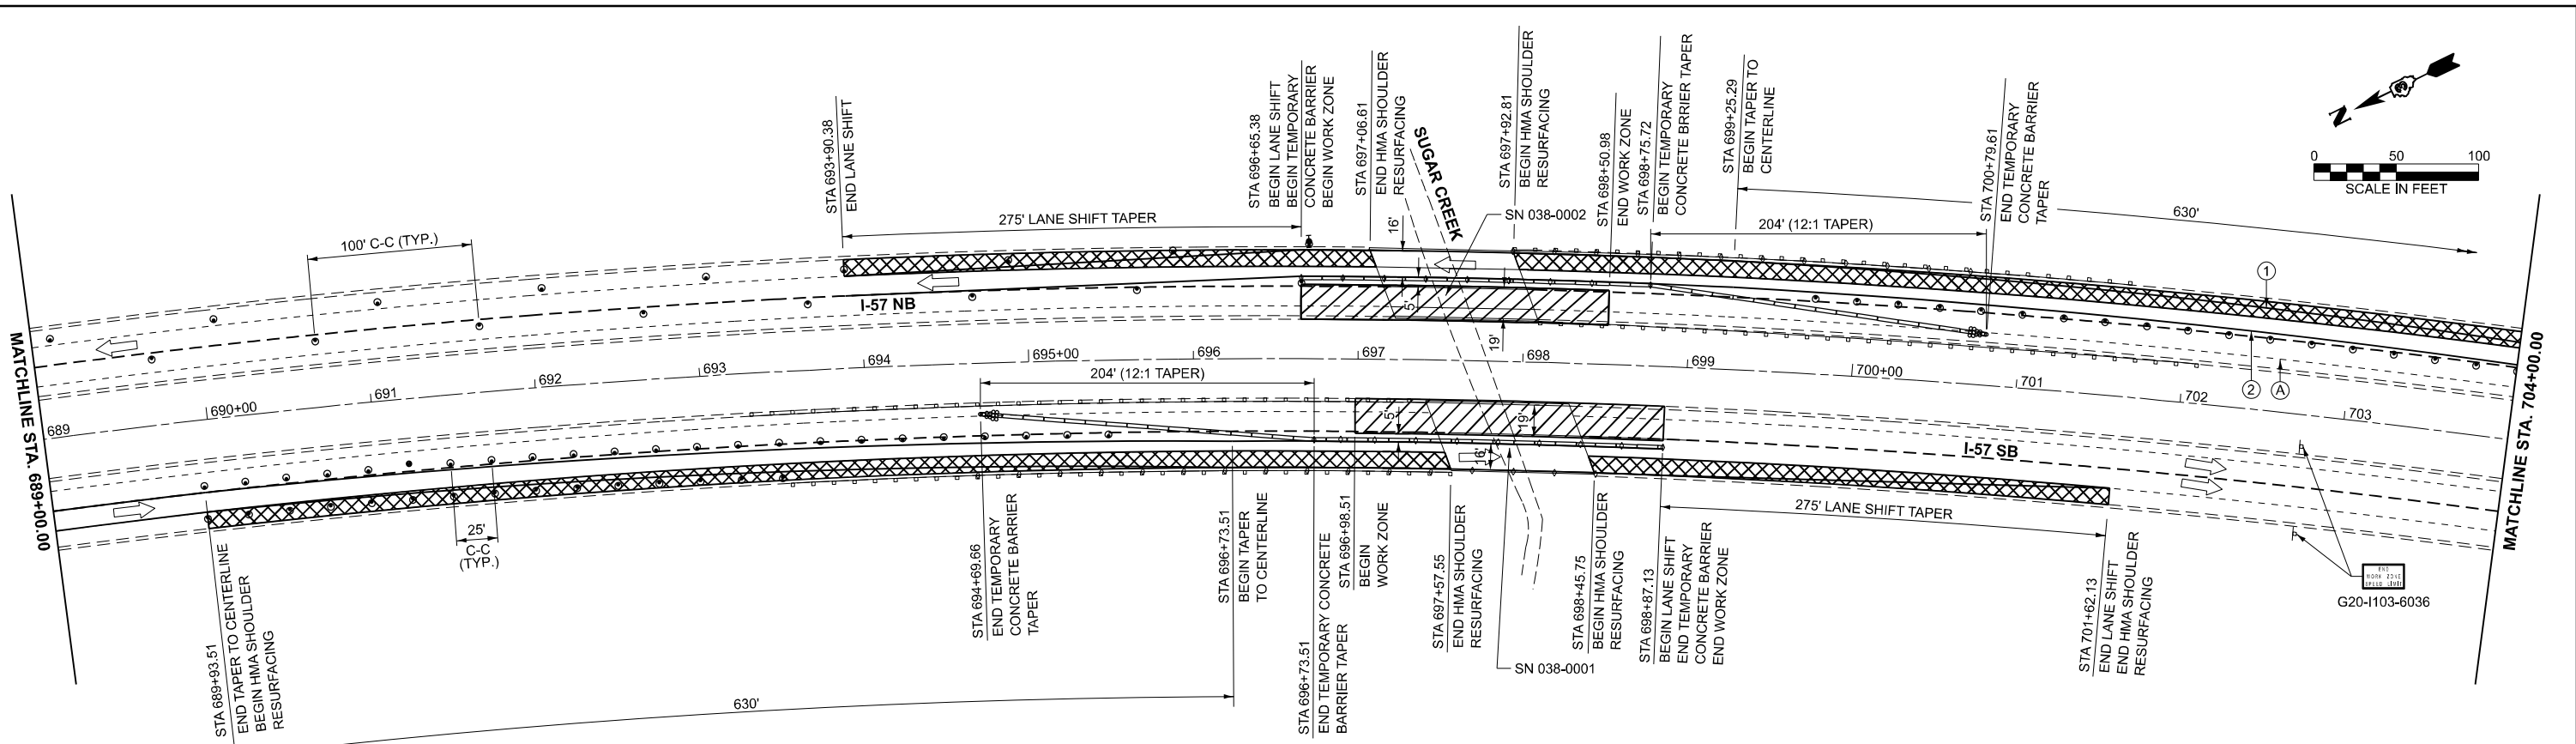 STA 693+90.38
END LANE SHIFT
STA 696+65.38
BEGIN LANE SHIFT
BEGIN TEMPORARY
CONCRETE BARRIER
BEGIN WORK ZONE
STA 697+06.61
END HMA SHOULDER
RESURFACING
SUGAR CREEK
STA 697+92.81
BEGIN HMA SHOULDER
RESURFACING
STA 698+50.98
END WORK ZONE
STA 698+75.72
BEGIN TEMPORARY
CONCRETE BRRIER TAPER
STA 699+25.29
BEGIN TAPER TO
CENTERLINE
STA 700+79.61
END TEMPORARY
CONCRETE BARRIER
TAPER
N
0 50 100
SCALE IN FEET
100' C-C (TYP.)
275' LANE SHIFT TAPER
16'
SN 038-0002
204' (12:1 TAPER)
630'
1
I-57 NB
5'
19'
2
A
MATCHLINE STA. 689+00.00
689
690+00
691
692
693
694
695+00
696
697
698
699
700+00
701
702
703
MATCHLINE STA. 704+00.00
204' (12:1 TAPER)
5'
19'
16'
I-57 SB
25'
C-C
(TYP.)
275' LANE SHIFT TAPER
END
WORK ZONE
SPEED LIMIT
G20-I103-6036
STA 689+93.51
END TAPER TO CENTERLINE
BEGIN HMA SHOULDER
RESURFACING
STA 694+69.66
END TEMPORARY
CONCRETE BARRIER
TAPER
STA 696+73.51
BEGIN TAPER
TO CENTERLINE
STA 696+73.51
END TEMPORARY CONCRETE
BARRIER TAPER
STA 696+98.51
BEGIN
WORK ZONE
STA 697+57.55
END HMA SHOULDER
RESURFACING
SN 038-0001
STA 698+45.75
BEGIN HMA SHOULDER
RESURFACING
STA 698+87.13
BEGIN LANE SHIFT
END TEMPORARY
CONCRETE BARRIER
END WORK ZONE
STA 701+62.13
END LANE SHIFT
END HMA SHOULDER
RESURFACING
630'